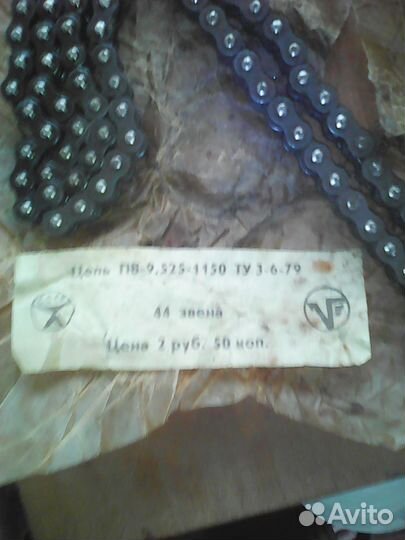 Цепь ПВ-9,525-1150 ТУ 3-6-79
44 звена
Цена 2 руб. 50 коп.
Avito